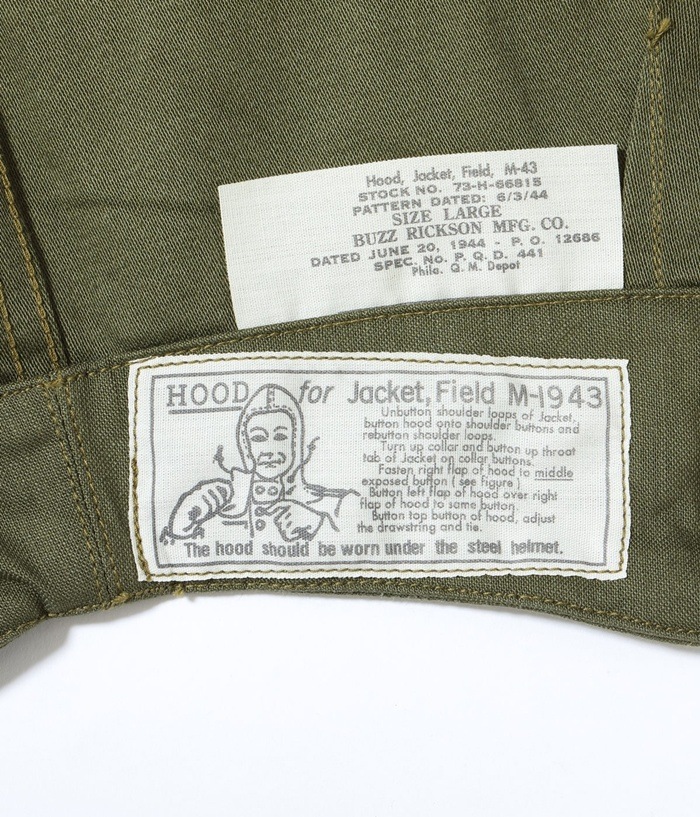 Hood, Jacket, Field, M-43
STOCK NO. 73-H-66815
PATTERN DATED: 6/3/44
SIZE LARGE
BUZZ RICKSON MFG. CO.
DATED JUNE 20, 1944 - P. O. 12686
SPEC. No. P. Q. D. 441
Phila. Q. M. Depot
HOOD for Jacket, Field M-1943
Unbutton shoulder loops of Jacket,
button hood onto shoulder buttons and
rebutton shoulder loops.
Turn up collar and button up throat
tab of Jacket on collar buttons.
Fasten right flap of hood to middle
exposed button ( see figure )
Button left flap of hood over right
flap of hood to same button
Button top button of hood, adjust
the drawstring and tie.
The hood should be worn under the steel helmet.